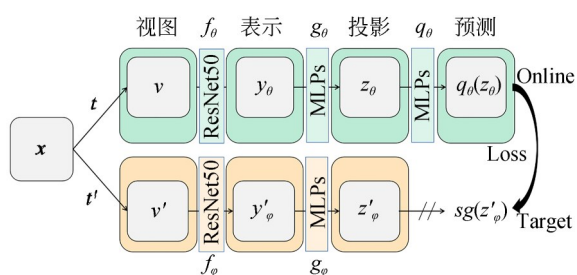 视图 fθ 表示 gθ 投影 qθ 预测
v ResNet50 yθ MLPs zθ MLPs qθ(zθ) Online
t
x
Loss
t'
v' ResNet50 y'φ MLPs z'φ sg(z'φ) Target
fφ gφ